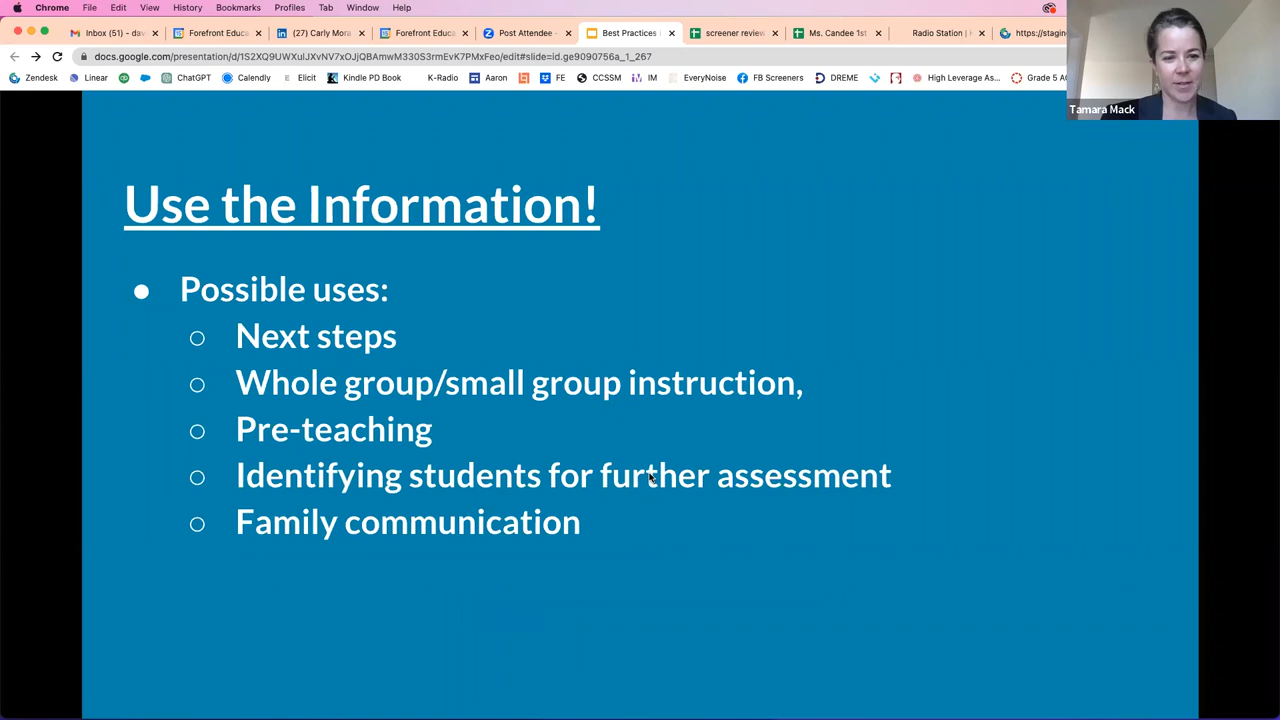 Chrome File Edit View History Bookmarks Profiles Tab Window Help
Inbox (51) - dav
Forefront Educa
(27) Carly Mora
Forefront Educa
Post Attendee -
Best Practices
screener review
Ms. Candee 1st
Radio Station |
https://staging
docs.google.com/presentation/d/1S2XQ9UWXuIJXvNV7xOJjQBAmwM330S3rmEvK7PMxFeo/edit#slide=id.ge9090756a_1_267
Zendesk Linear ChatGPT Calendly Elicit Kindle PD Book K-Radio Aaron FE CCSSM IM EveryNoise FB Screeners DREME High Leverage As... Grade 5 A
Tamara Mack
Use the Information!
Possible uses:
Next steps
Whole group/small group instruction,
Pre-teaching
Identifying students for further assessment
Family communication